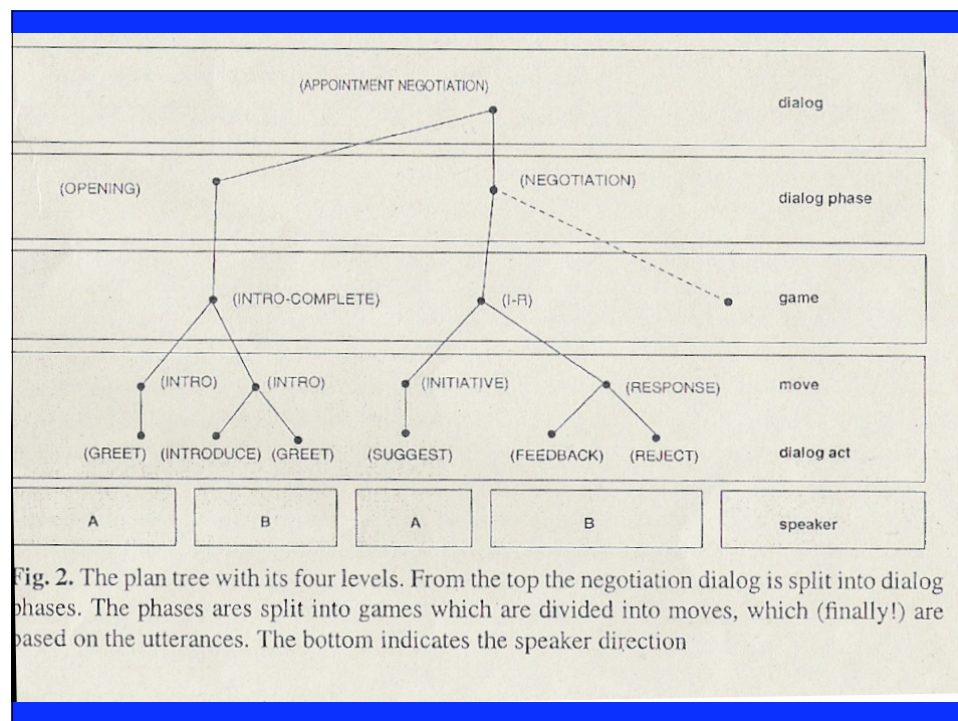 (APPOINTMENT NEGOTIATION)
dialog
(OPENING)
(NEGOTIATION)
dialog phase
(INTRO-COMPLETE)
(I-R)
game
(INTRO)
(INTRO)
(INITIATIVE)
(RESPONSE)
move
(GREET)
(INTRODUCE)
(GREET)
(SUGGEST)
(FEEDBACK)
(REJECT)
dialog act
A
B
A
B
speaker
Fig. 2. The plan tree with its four levels. From the top the negotiation dialog is split into dialog
phases. The phases ares split into games which are divided into moves, which (finally!) are
based on the utterances. The bottom indicates the speaker direction